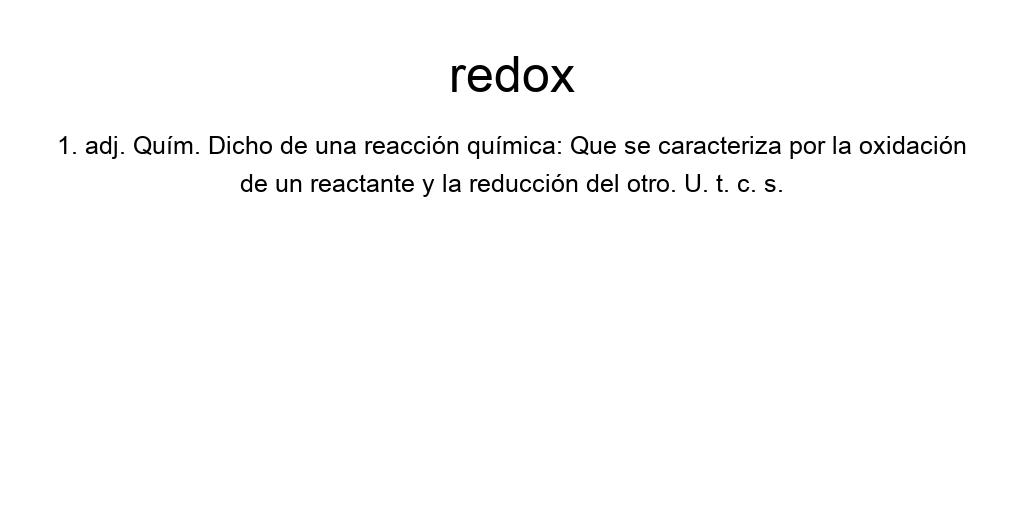 redox
1. adj. Quím. Dicho de una reacción química: Que se caracteriza por la oxidación
de un reactante y la reducción del otro. U. t. c. s.